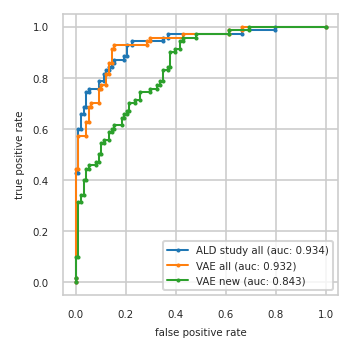 1.0
0.8
0.6
0.4
0.2
0.0
true positive rate
ALD study all (auc: 0.934)
VAE all (auc: 0.932)
VAE new (auc: 0.843)
0.0 0.2 0.4 0.6 0.8 1.0
false positive rate